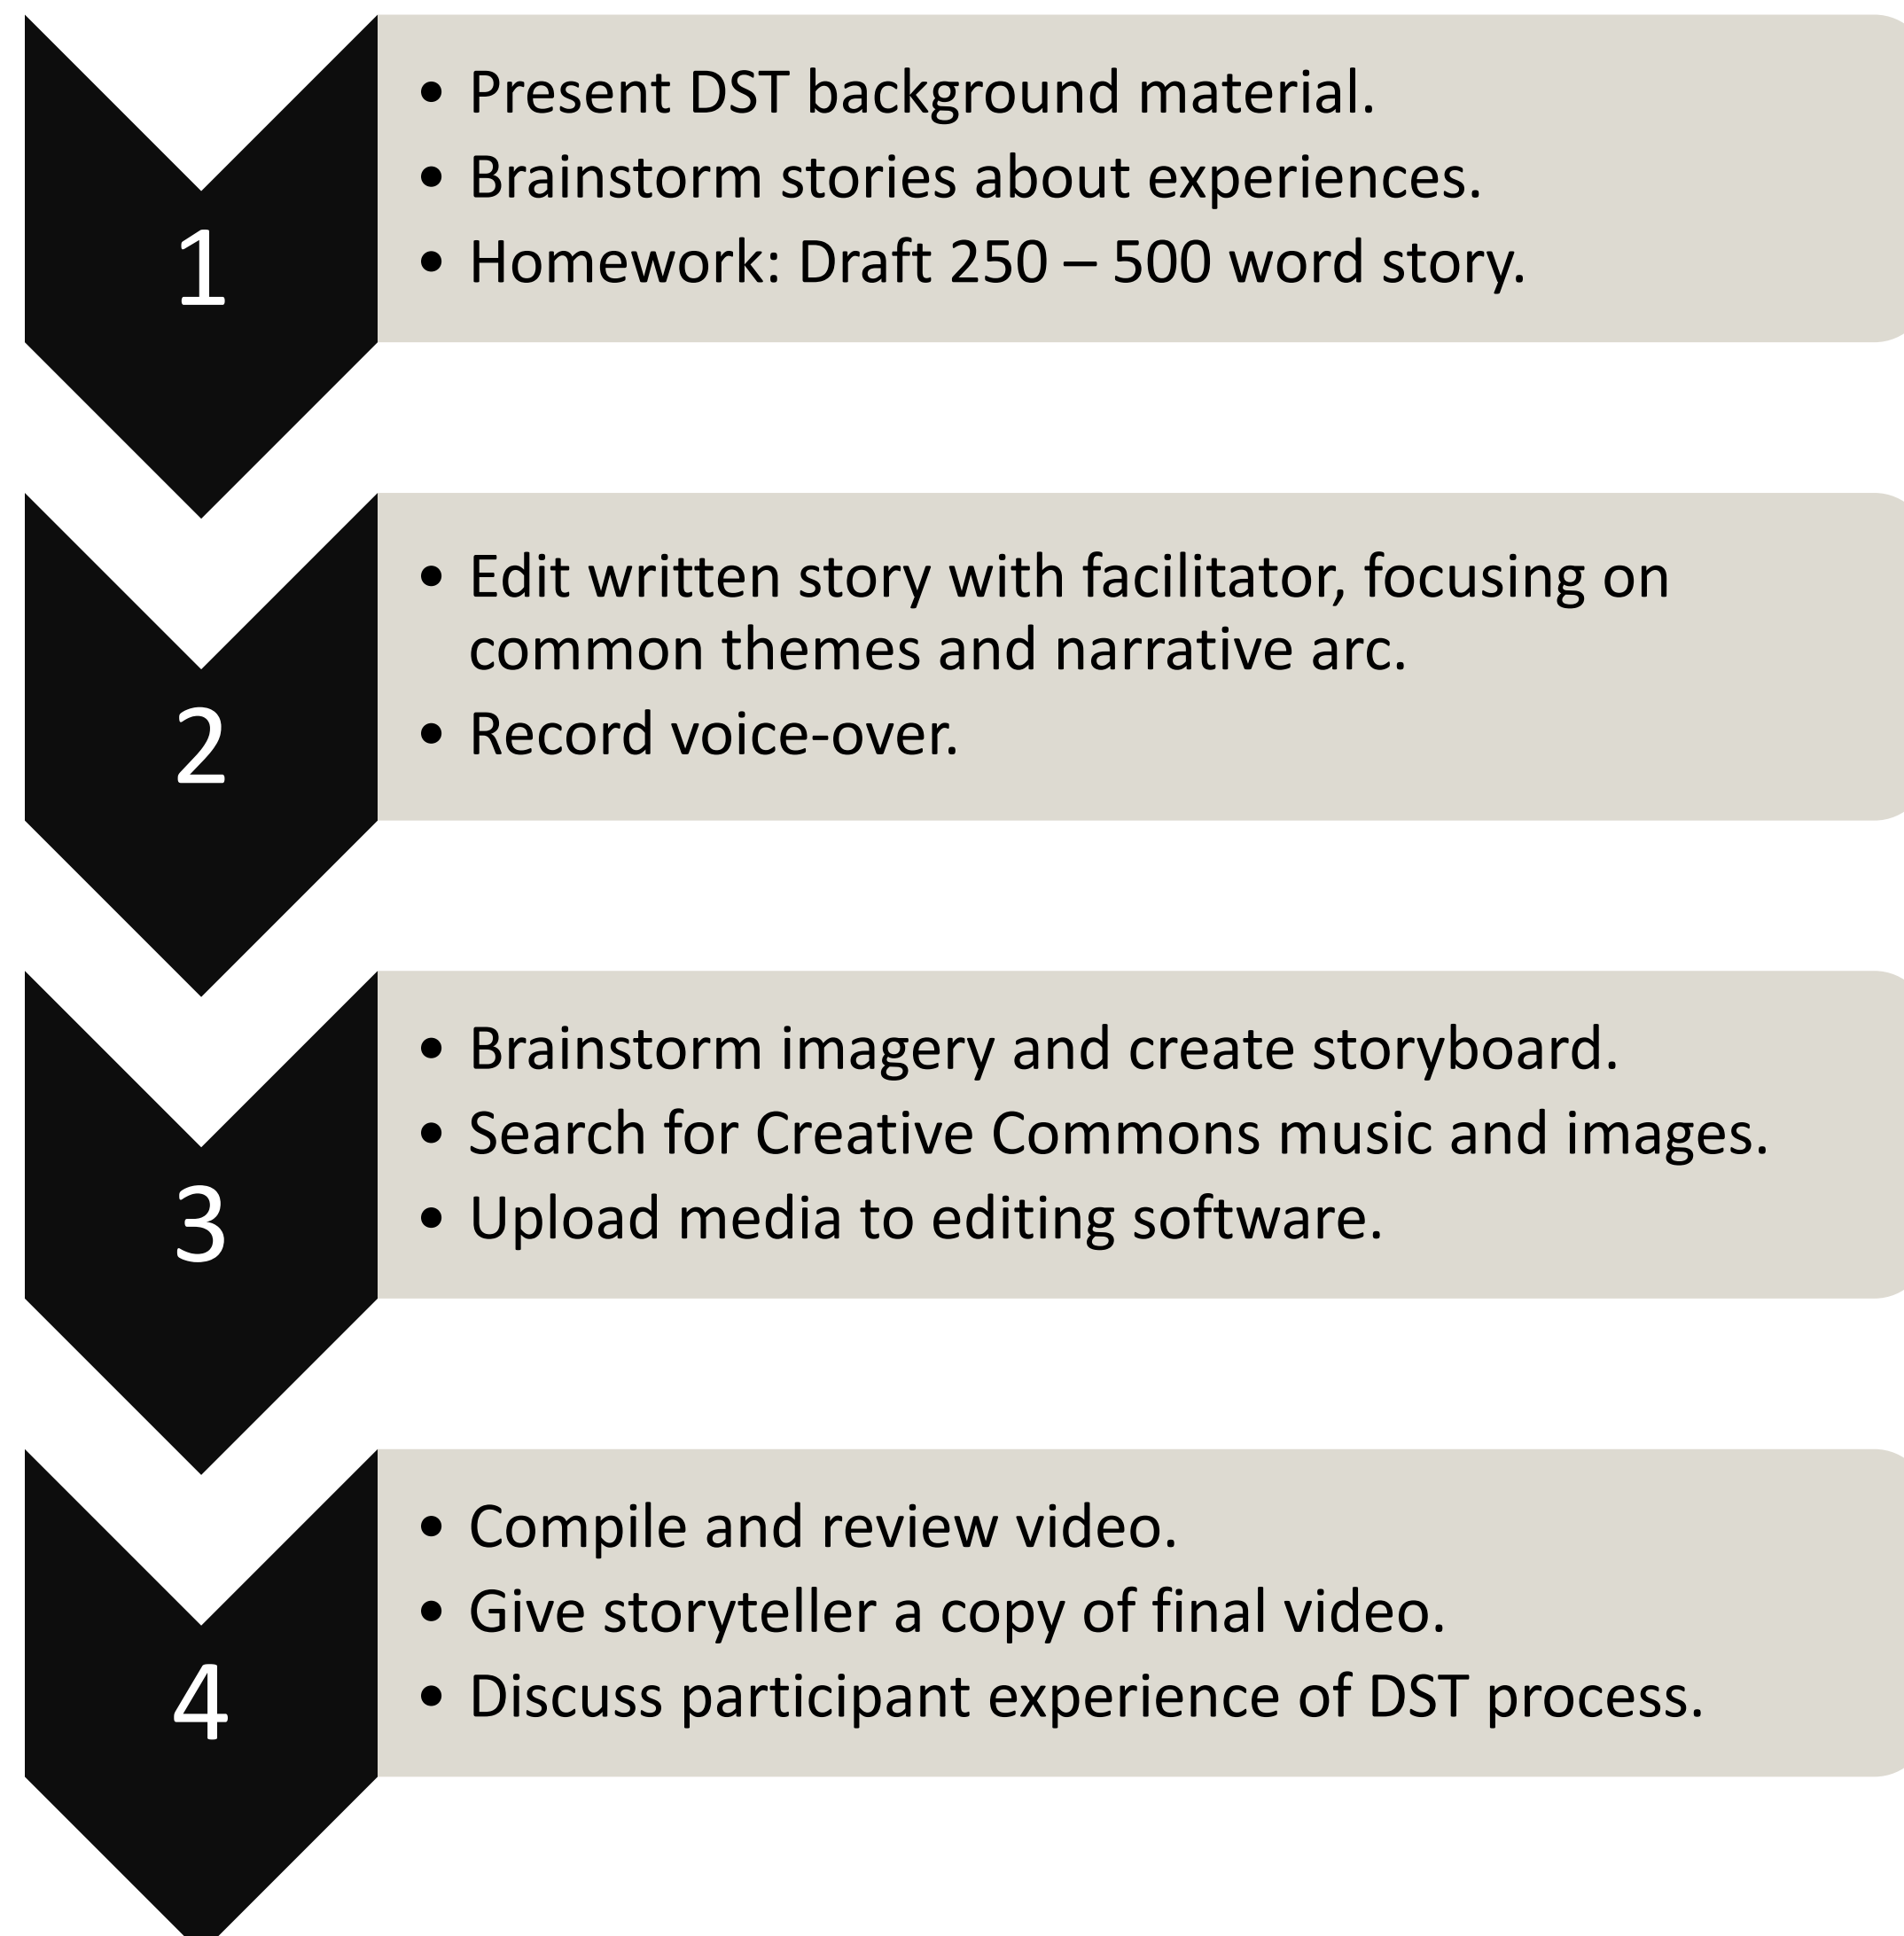 1
• Present DST background material.
• Brainstorm stories about experiences.
• Homework: Draft 250 – 500 word story.
2
• Edit written story with facilitator, focusing on
common themes and narrative arc.
• Record voice-over.
3
• Brainstorm imagery and create storyboard.
• Search for Creative Commons music and images.
• Upload media to editing software.
4
• Compile and review video.
• Give storyteller a copy of final video.
• Discuss participant experience of DST process.